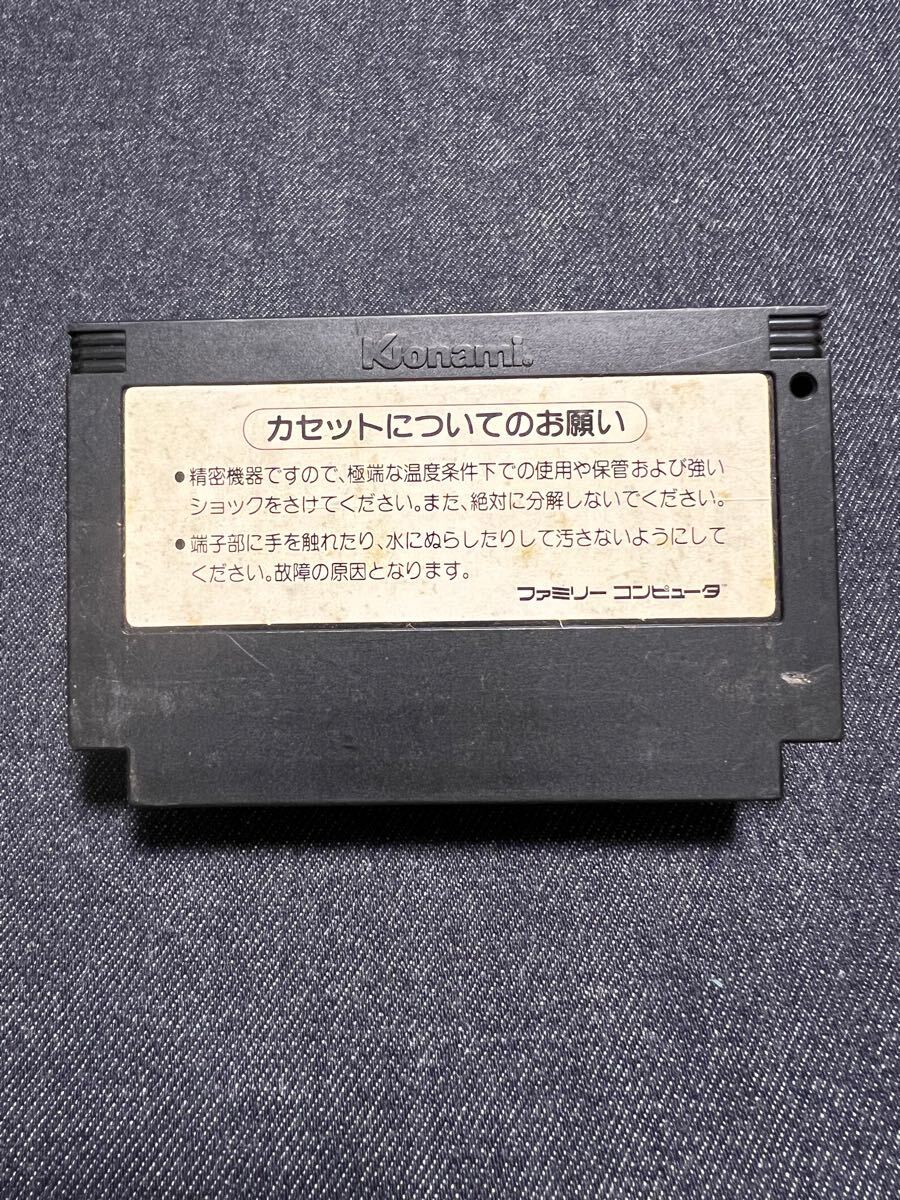 Konami.
カセットについてのお願い
●精密機器ですので、極端な温度条件下での使用や保管および強い
ショックをさけてください。また、絶対に分解しないでください。
●端子部に手を触れたり、水にぬらしたりして汚さないようにして
ください。故障の原因となります。
ファミリーコンピュータ™